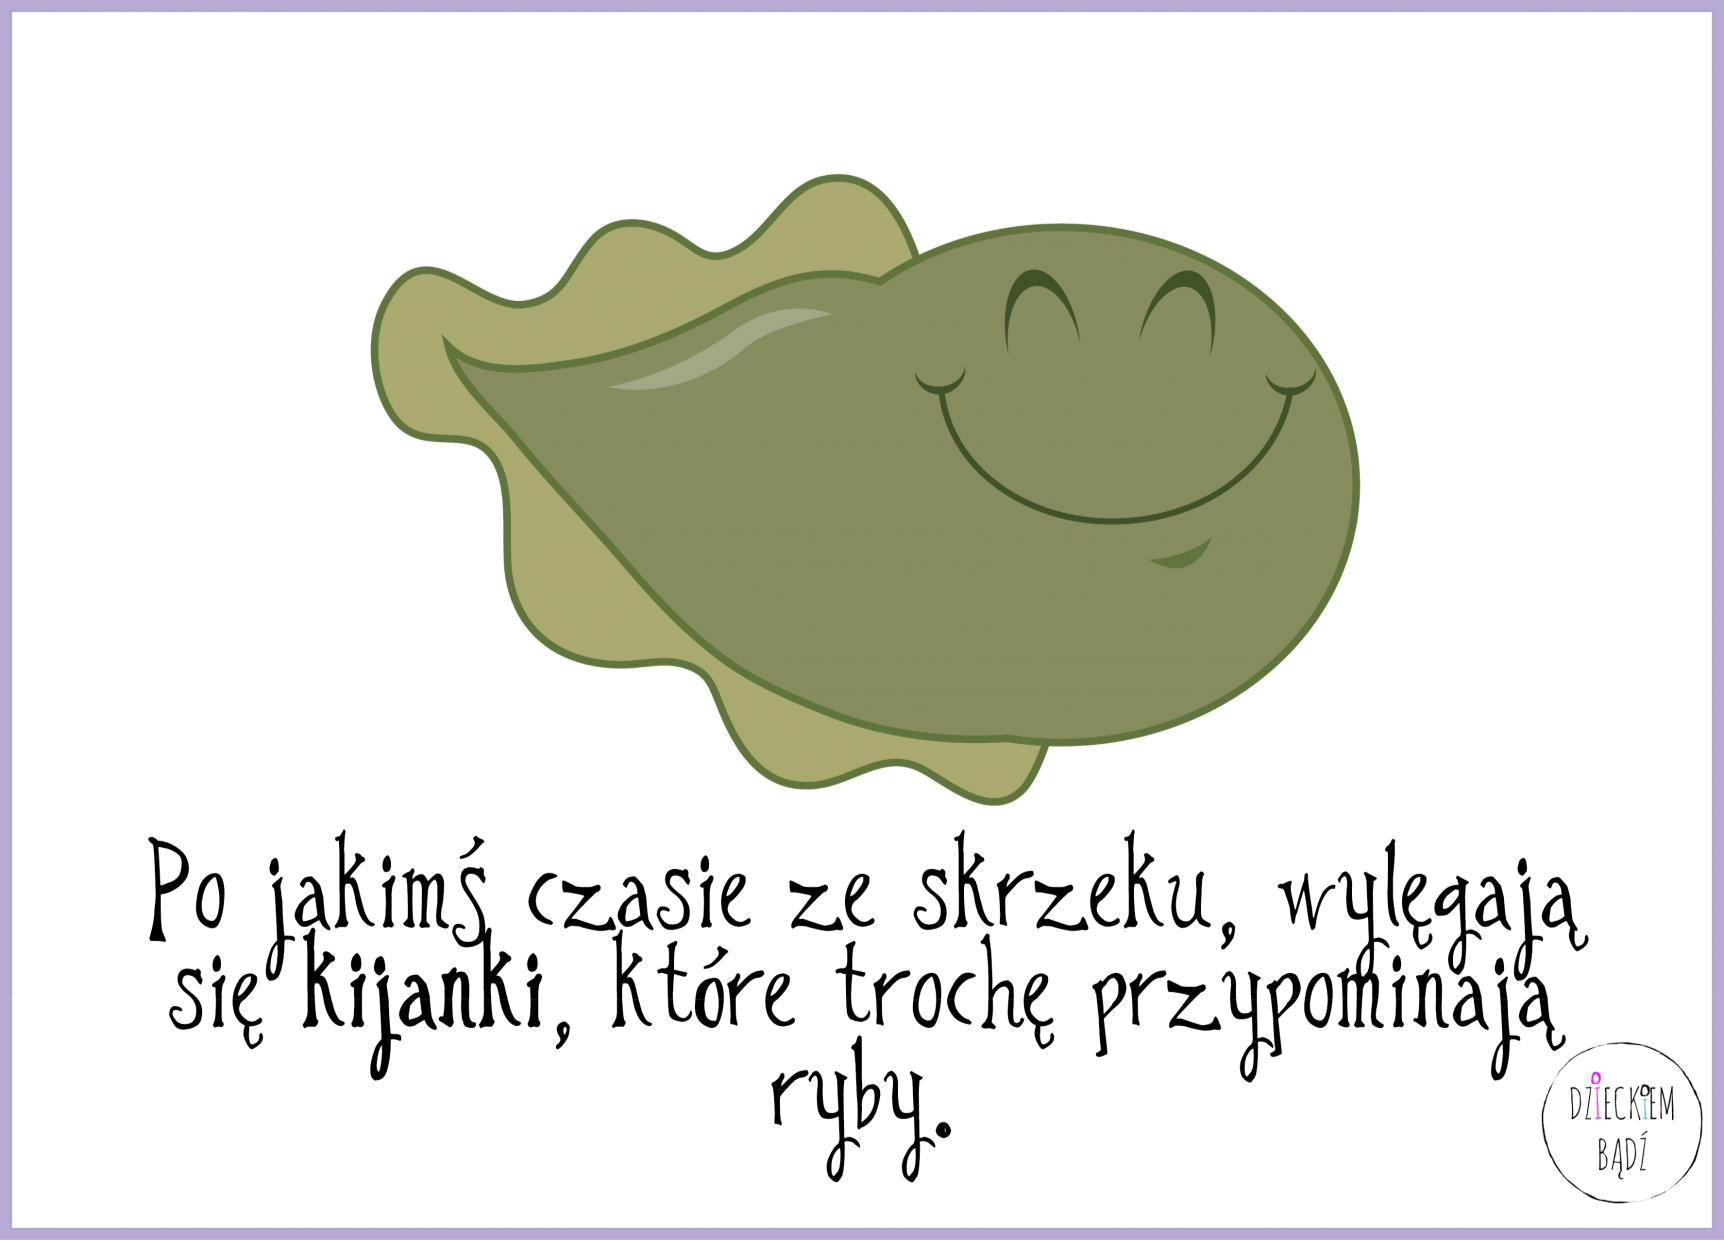 Po jakimś czasie ze skrzeku, wylęgają
się kijanki, które trochę przypominają
ryby.
DZIECKIEM
BĄDŹ